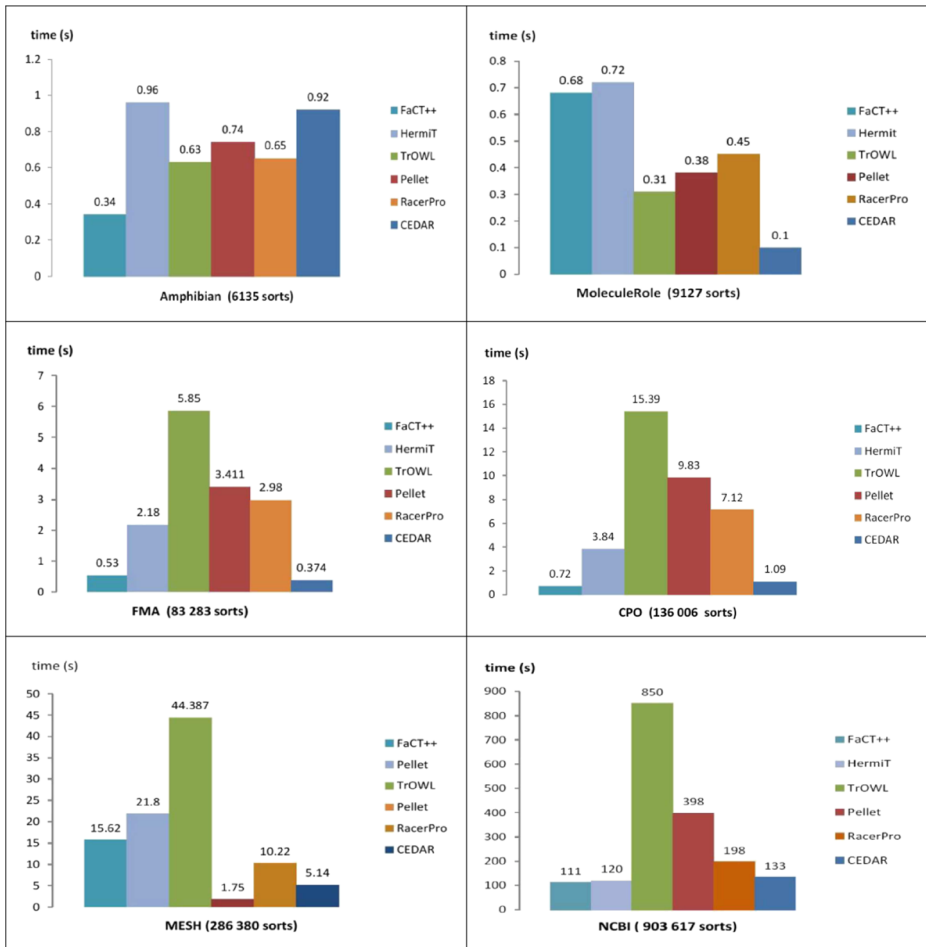 time (s)
1.2
1
0.8
0.6
0.4
0.2
0
0.34
0.96
0.63
0.74
0.65
0.92
FaCT++
HermiT
TrOWL
Pellet
RacerPro
CEDAR
Amphibian (6135 sorts)
time (s)
0.8
0.7
0.6
0.5
0.4
0.3
0.2
0.1
0
0.68
0.72
0.31
0.38
0.45
0.1
FaCT++
Hermit
TrOWL
Pellet
RacerPro
CEDAR
MoleculeRole (9127 sorts)
time (s)
7
6
5
4
3
2
1
0
0.53
2.18
5.85
3.411
2.98
0.374
FaCT++
HermiT
TrOWL
Pellet
RacerPro
CEDAR
FMA (83 283 sorts)
time (s)
18
16
14
12
10
8
6
4
2
0
0.72
3.84
15.39
9.83
7.12
1.09
FaCT++
HermiT
TrOWL
Pellet
RacerPro
CEDAR
CPO (136 006 sorts)
time (s)
50
45
40
35
30
25
20
15
10
5
0
15.62
21.8
44.387
1.75
10.22
5.14
FaCT++
Pellet
TrOWL
Pellet
RacerPro
CEDAR
MESH (286 380 sorts)
time (s)
900
800
700
600
500
400
300
200
100
0
111
120
850
398
198
133
FaCT++
HermiT
TrOWL
Pellet
RacerPro
CEDAR
NCBI ( 903 617 sorts)